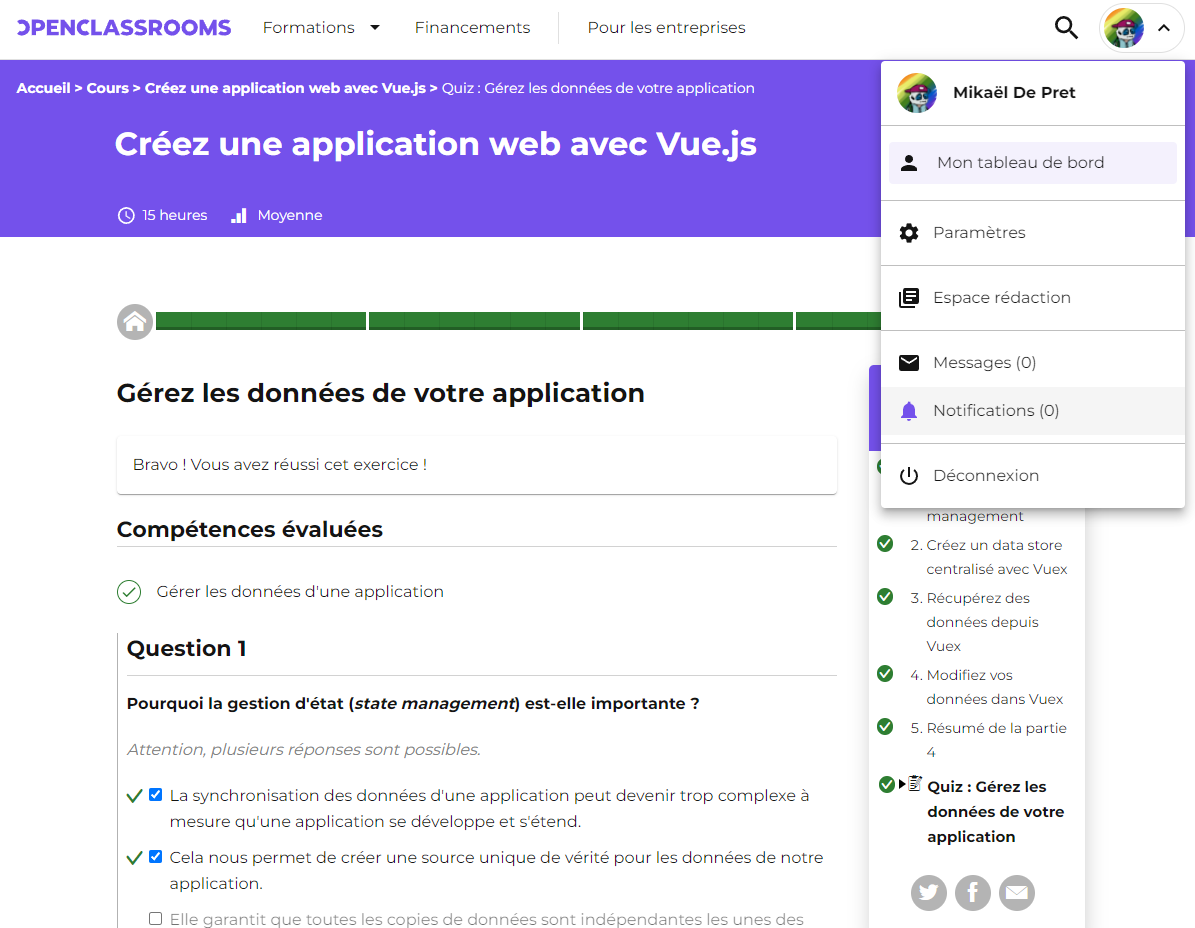 OPENCLASSROOMS Formations Financements Pour les entreprises
Accueil > Cours > Créez une application web avec Vue.js > Quiz : Gérez les données de votre application
Créez une application web avec Vue.js
15 heures Moyenne
Mikaël De Pret
Mon tableau de bord
Paramètres
Espace rédaction
Messages (0)
Notifications (0)
Déconnexion
Gérez les données de votre application
Bravo ! Vous avez réussi cet exercice !
Compétences évaluées
Gérer les données d'une application
Question 1
Pourquoi la gestion d'état (state management) est-elle importante ?
Attention, plusieurs réponses sont possibles.
La synchronisation des données d'une application peut devenir trop complexe à
mesure qu'une application se développe et s'étend.
Cela nous permet de créer une source unique de vérité pour les données de notre
application.
Elle garantit que toutes les copies de données sont indépendantes les unes des
management
2. Créez un data store
centralisé avec Vuex
3. Récupérez des
données depuis
Vuex
4. Modifiez vos
données dans Vuex
5. Résumé de la partie
4
Quiz : Gérez les
données de votre
application